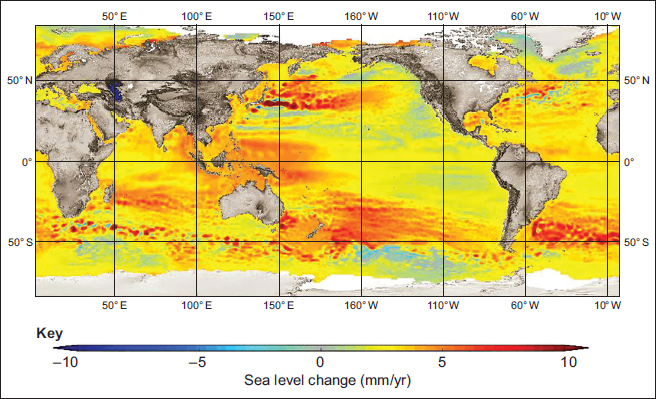 50° E 100° E 150° E 160° W 110° W 60° W 10° W
50° N 50° N
0° 0°
50° S 50° S
50° E 100° E 150° E 160° W 110° W 60° W 10° W
Key
–10 –5 0 5 10
Sea level change (mm/yr)